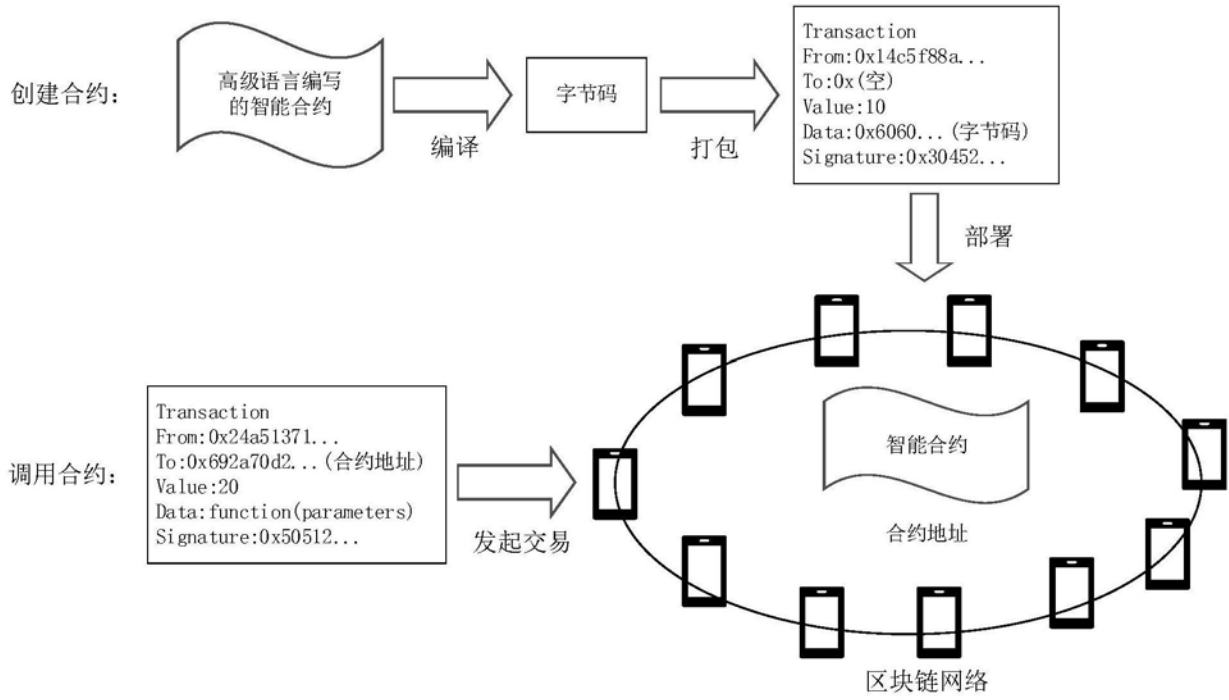 创建合约：
高级语言编写
的智能合约
编译
字节码
打包
Transaction
From:0x14c5f88a...
To:0x(空)
Value:10
Data:0x6060...(字节码)
Signature:0x30452...
部署
调用合约：
Transaction
From:0x24a51371...
To:0x692a70d2...(合约地址)
Value:20
Data:function(parameters)
Signature:0x50512...
发起交易
智能合约
合约地址
区块链网络